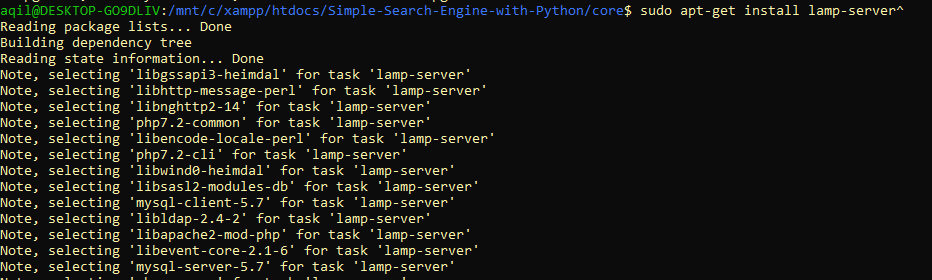 aqil@DESKTOP-GO9DLIV:/mnt/c/xampp/htdocs/Simple-Search-Engine-with-Python/core$ sudo apt-get install lamp-server^
Reading package lists... Done
Building dependency tree
Reading state information... Done
Note, selecting 'libgssapi3-heimdal' for task 'lamp-server'
Note, selecting 'libhttp-message-perl' for task 'lamp-server'
Note, selecting 'libnghttp2-14' for task 'lamp-server'
Note, selecting 'php7.2-common' for task 'lamp-server'
Note, selecting 'libencode-locale-perl' for task 'lamp-server'
Note, selecting 'php7.2-cli' for task 'lamp-server'
Note, selecting 'libwind0-heimdal' for task 'lamp-server'
Note, selecting 'libsasl2-modules-db' for task 'lamp-server'
Note, selecting 'mysql-client-5.7' for task 'lamp-server'
Note, selecting 'libldap-2.4-2' for task 'lamp-server'
Note, selecting 'libapache2-mod-php' for task 'lamp-server'
Note, selecting 'libevent-core-2.1-6' for task 'lamp-server'
Note, selecting 'mysql-server-5.7' for task 'lamp-server'